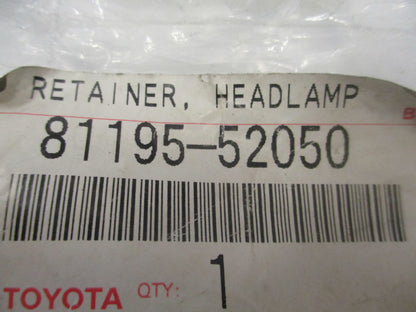 RETAINER, HEADLAMP
B
81195-52050
TOYOTA QTY: 1